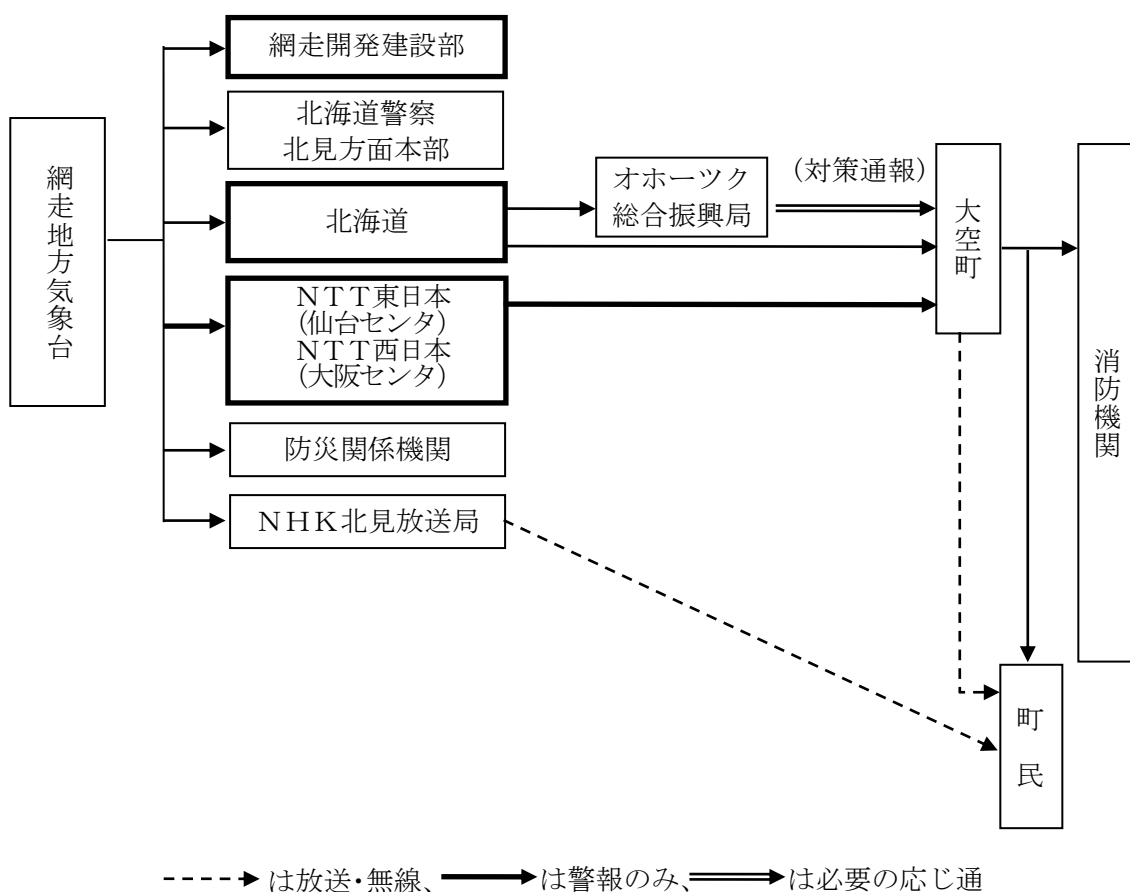 網走地方気象台
網走開発建設部
北海道警察
北見方面本部
北海道
NTT東日本
(仙台センタ)
NTT西日本
(大阪センタ)
防災関係機関
NHK北見放送局
オホーツク
総合振興局
(対策通報)
大空町
消防機関
町民
は放送・無線、は警報のみ、は必要の応じ通